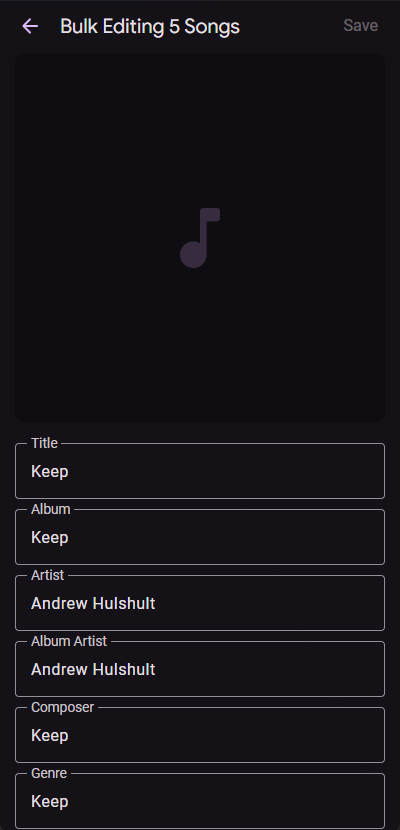 Bulk Editing 5 Songs
Save
Title
Keep
Album
Keep
Artist
Andrew Hulshult
Album Artist
Andrew Hulshult
Composer
Keep
Genre
Keep